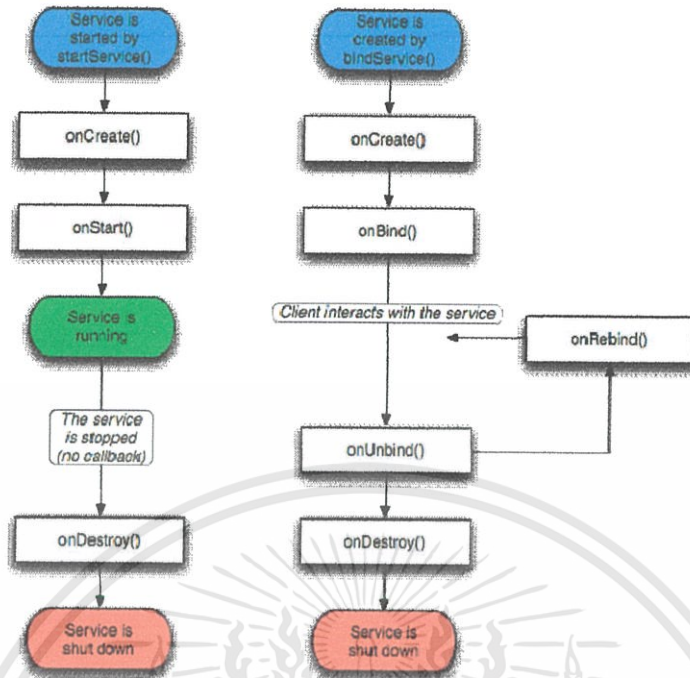 Service is
started by
startService()
onCreate()
onStart()
Service is
running
The service
is stopped
(no callback)
onDestroy()
Service is
shut down
Service is
created by
bindService()
onCreate()
onBind()
Client interacts with the service
onRebind()
onUnbind()
onDestroy()
Service is
shut down